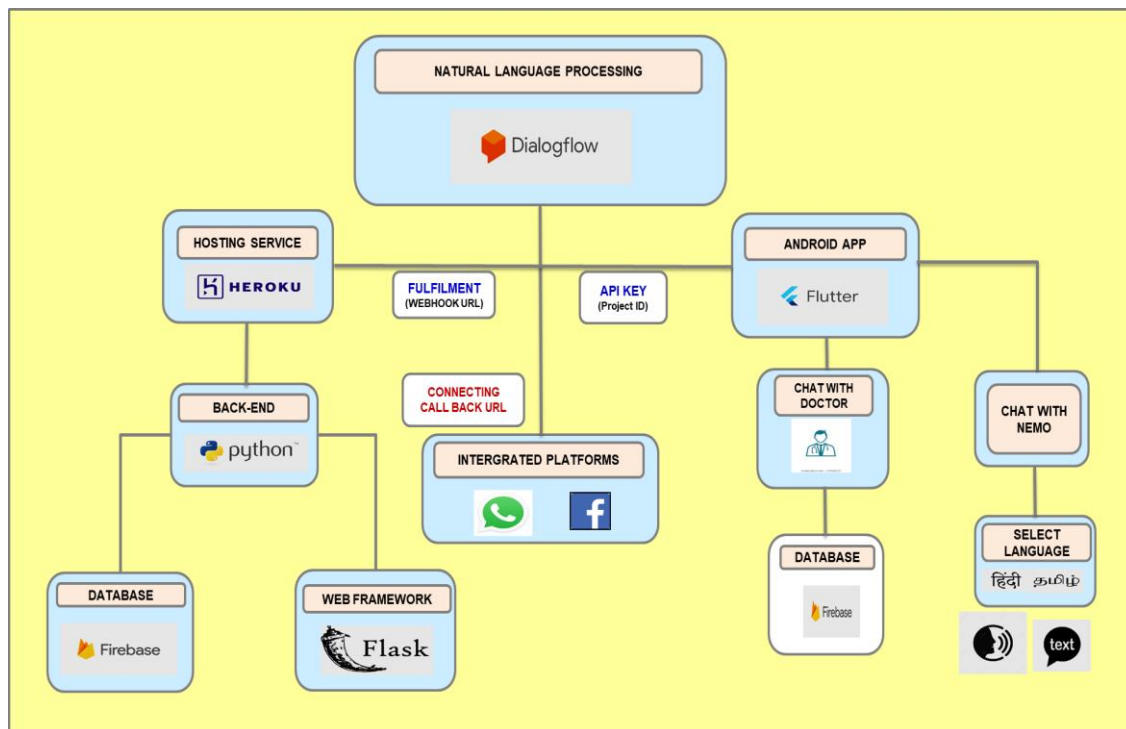 NATURAL LANGUAGE PROCESSING
Dialogflow
HOSTING SERVICE
HEROKU
FULFILMENT
(WEBHOOK URL)
API KEY
(Project ID)
ANDROID APP
Flutter
BACK-END
python™
CONNECTING
CALL BACK URL
INTERGRATED PLATFORMS
CHAT WITH
DOCTOR
CHAT WITH
NEMO
DATABASE
Firebase
WEB FRAMEWORK
Flask
DATABASE
Firebase
SELECT
LANGUAGE
हिंदी தமிழ்
text